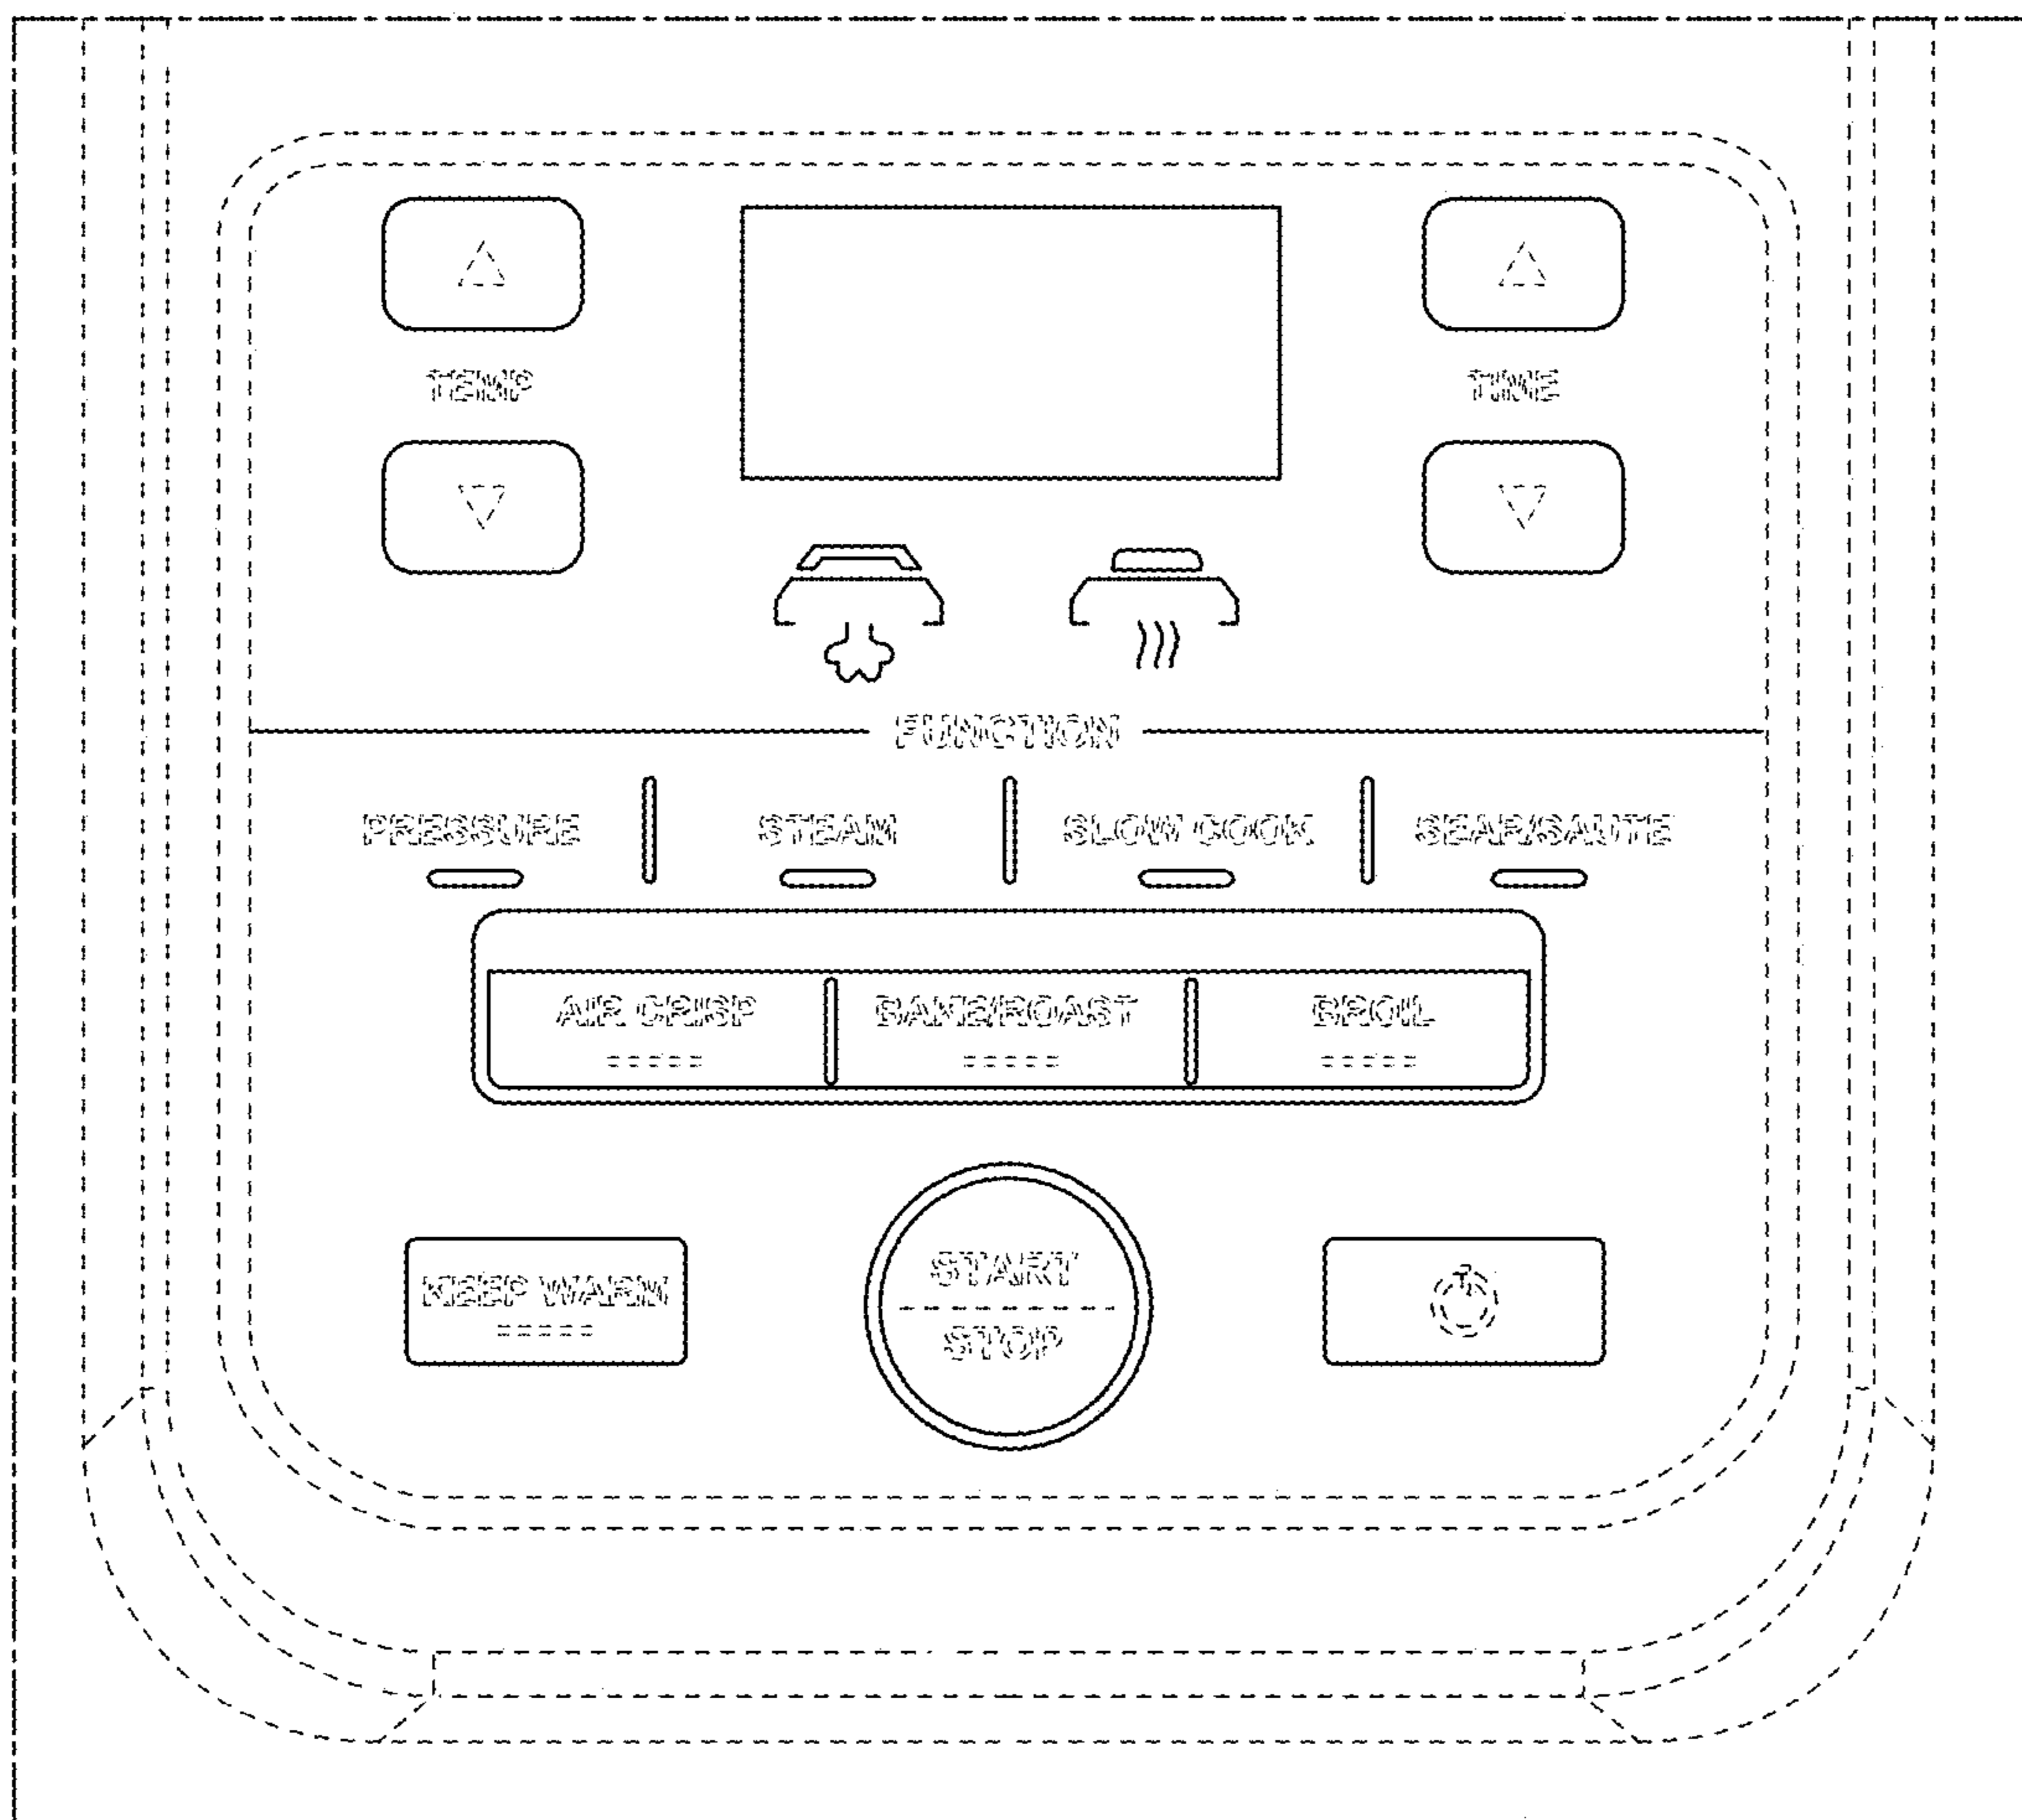 TEMP
TIME
FUNCTION
PRESSURE
STEAM
SLOW COOK
SEAR/SAUTE
AIR CRISP
BAKE/ROAST
BROIL
KEEP WARM
START
STOP